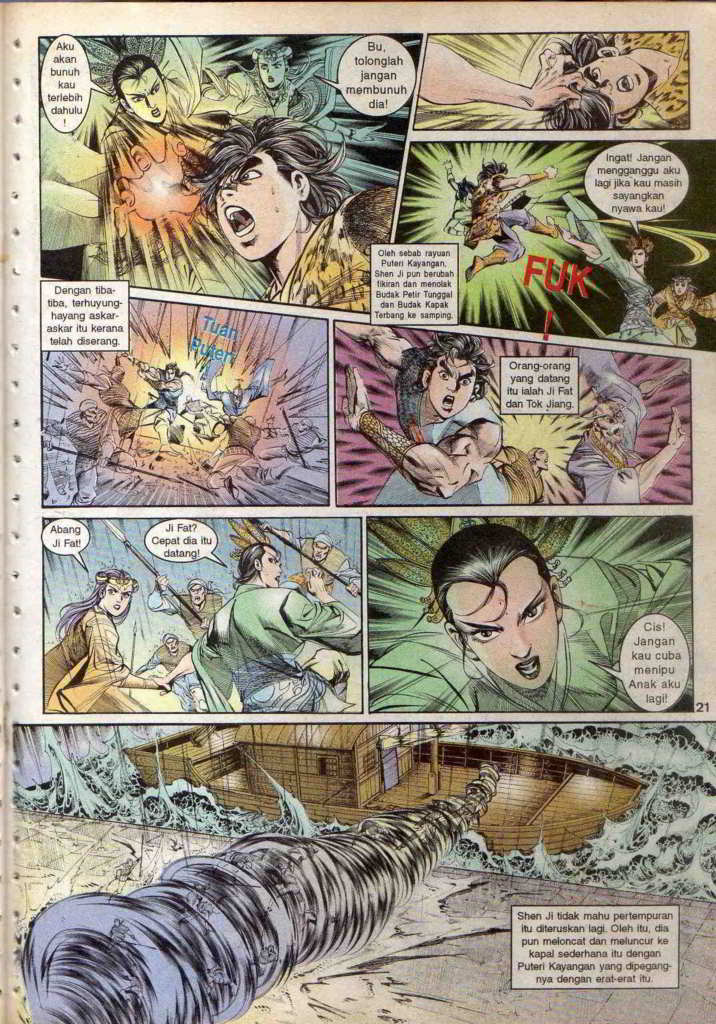 Aku
akan
bunuh
kau
terlebih
dahulu
!
Bu,
tolonglah
jangan
membunuh
dia!
Ingat! Jangan
mengganggu aku
lagi jika kau masih
sayangkan
nyawa kau!
Oleh sebab rayuan
Puteri Kayangan,
Shen Ji pun berubah
fikiran dan menolak
Budak Petir Tunggal
dan Budak Kapak
Terbang ke samping.
FUK
!
Dengan tiba-
tiba, terhuyung-
hayang askar-
askar itu kerana
telah diserang.
Tuan
Puteri
Orang-orang
yang datang
itu ialah Ji Fat
dan Tok Jiang.
Abang
Ji Fat!
Ji Fat?
Cepat dia itu
datang!
Cis!
Jangan
kau cuba
menipu
Anak aku
lagi!
21
Shen Ji tidak mahu pertempuran
itu diteruskan lagi. Oleh itu, dia
pun meloncat dan meluncur ke
kapal sederhana itu dengan
Puteri Kayangan yang dipegang-
nya dengan erat-erat itu.